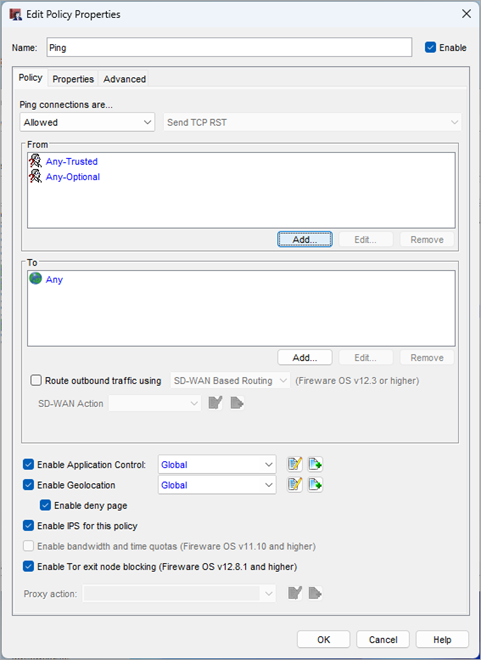 Edit Policy Properties
Name: Ping Enable
Policy Properties Advanced
Ping connections are...
Allowed Send TCP RST
From
Any-Trusted
Any-Optional
Add... Edit... Remove
To
Any
Add... Edit... Remove
Route outbound traffic using SD-WAN Based Routing (Fireware OS v12.3 or higher)
SD-WAN Action
Enable Application Control: Global
Enable Geolocation Global
Enable deny page
Enable IPS for this policy
Enable bandwidth and time quotas (Fireware OS v11.10 and higher)
Enable Tor exit node blocking (Fireware OS v12.8.1 and higher)
Proxy action:
OK Cancel Help